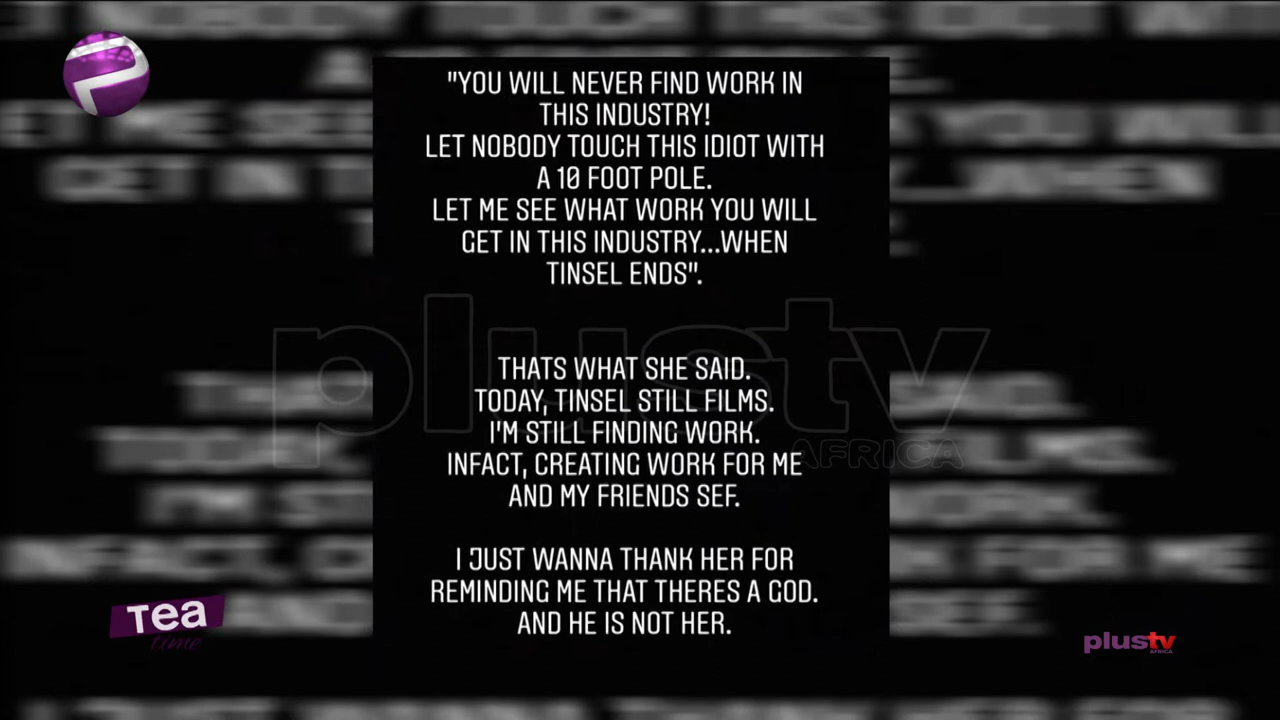 "YOU WILL NEVER FIND WORK IN
THIS INDUSTRY!
LET NOBODY TOUCH THIS IDIOT WITH
A 10 FOOT POLE.
LET ME SEE WHAT WORK YOU WILL
GET IN THIS INDUSTRY...WHEN
TINSEL ENDS".
THATS WHAT SHE SAID.
TODAY, TINSEL STILL FILMS.
I'M STILL FINDING WORK.
INFACT, CREATING WORK FOR ME
AND MY FRIENDS SEF.
I JUST WANNA THANK HER FOR
REMINDING ME THAT THERES A GOD.
AND HE IS NOT HER.
plustv
AFRICA
Tea
time
plustv
AFRICA